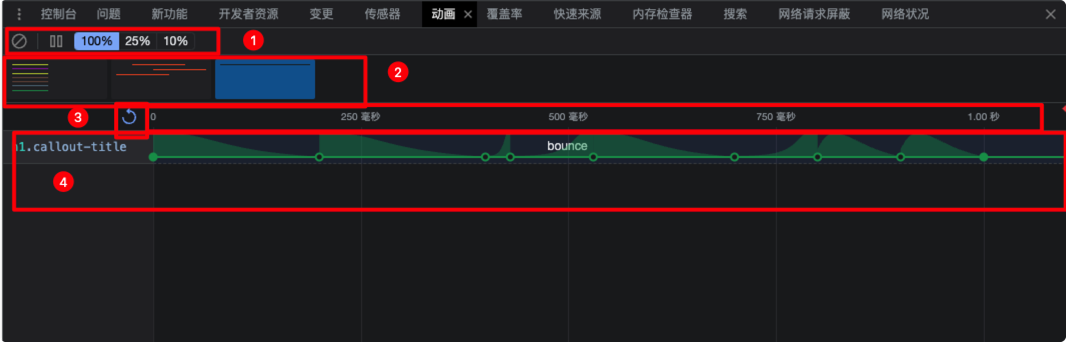 控制台 问题 新功能 开发者资源 变更 传感器 动画 覆盖率 快速来源 内存检查器 搜索 网络请求屏蔽 网络状况
100% 25% 10% 1
2
3 0 250 毫秒 500 毫秒 750 毫秒 1.00 秒
h1.callout-title bounce
4